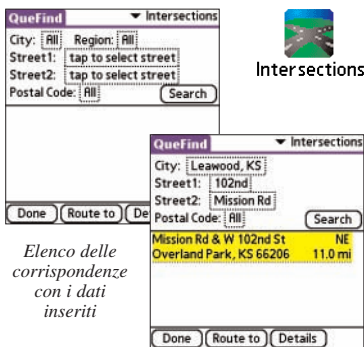 QueFind ▼ Intersections
City: All Region: All
Street1: tap to select street
Street2: tap to select street
Postal Code: All Search
Done Route to De
Intersections
QueFind ▼ Intersections
City: Leawood, KS
Street1: 102nd
Street2: Mission Rd
Postal Code: All Search
Mission Rd & W 102nd St NE
Overland Park, KS 66206 11.0 mi
Done Route to Details
Elenco delle
corrispondenze
con i dati
inseriti